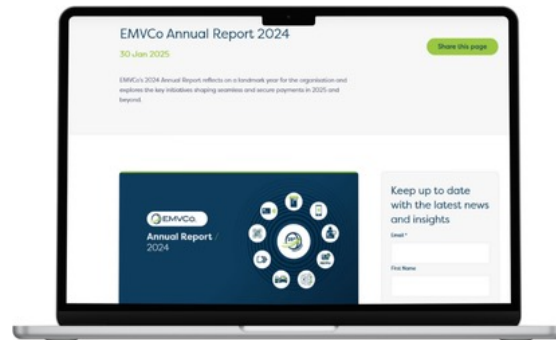 EMVCo Annual Report 2024
Share this page
30 Jan 2025
EMVCo's 2024 Annual Report reflects on a landmark year for the organisation and
explores the key initiatives shaping seamless and secure payments in 2025 and
beyond.
EMVCo.
Annual Report /
2024
Keep up to date
with the latest news
and insights
Email *
First Name